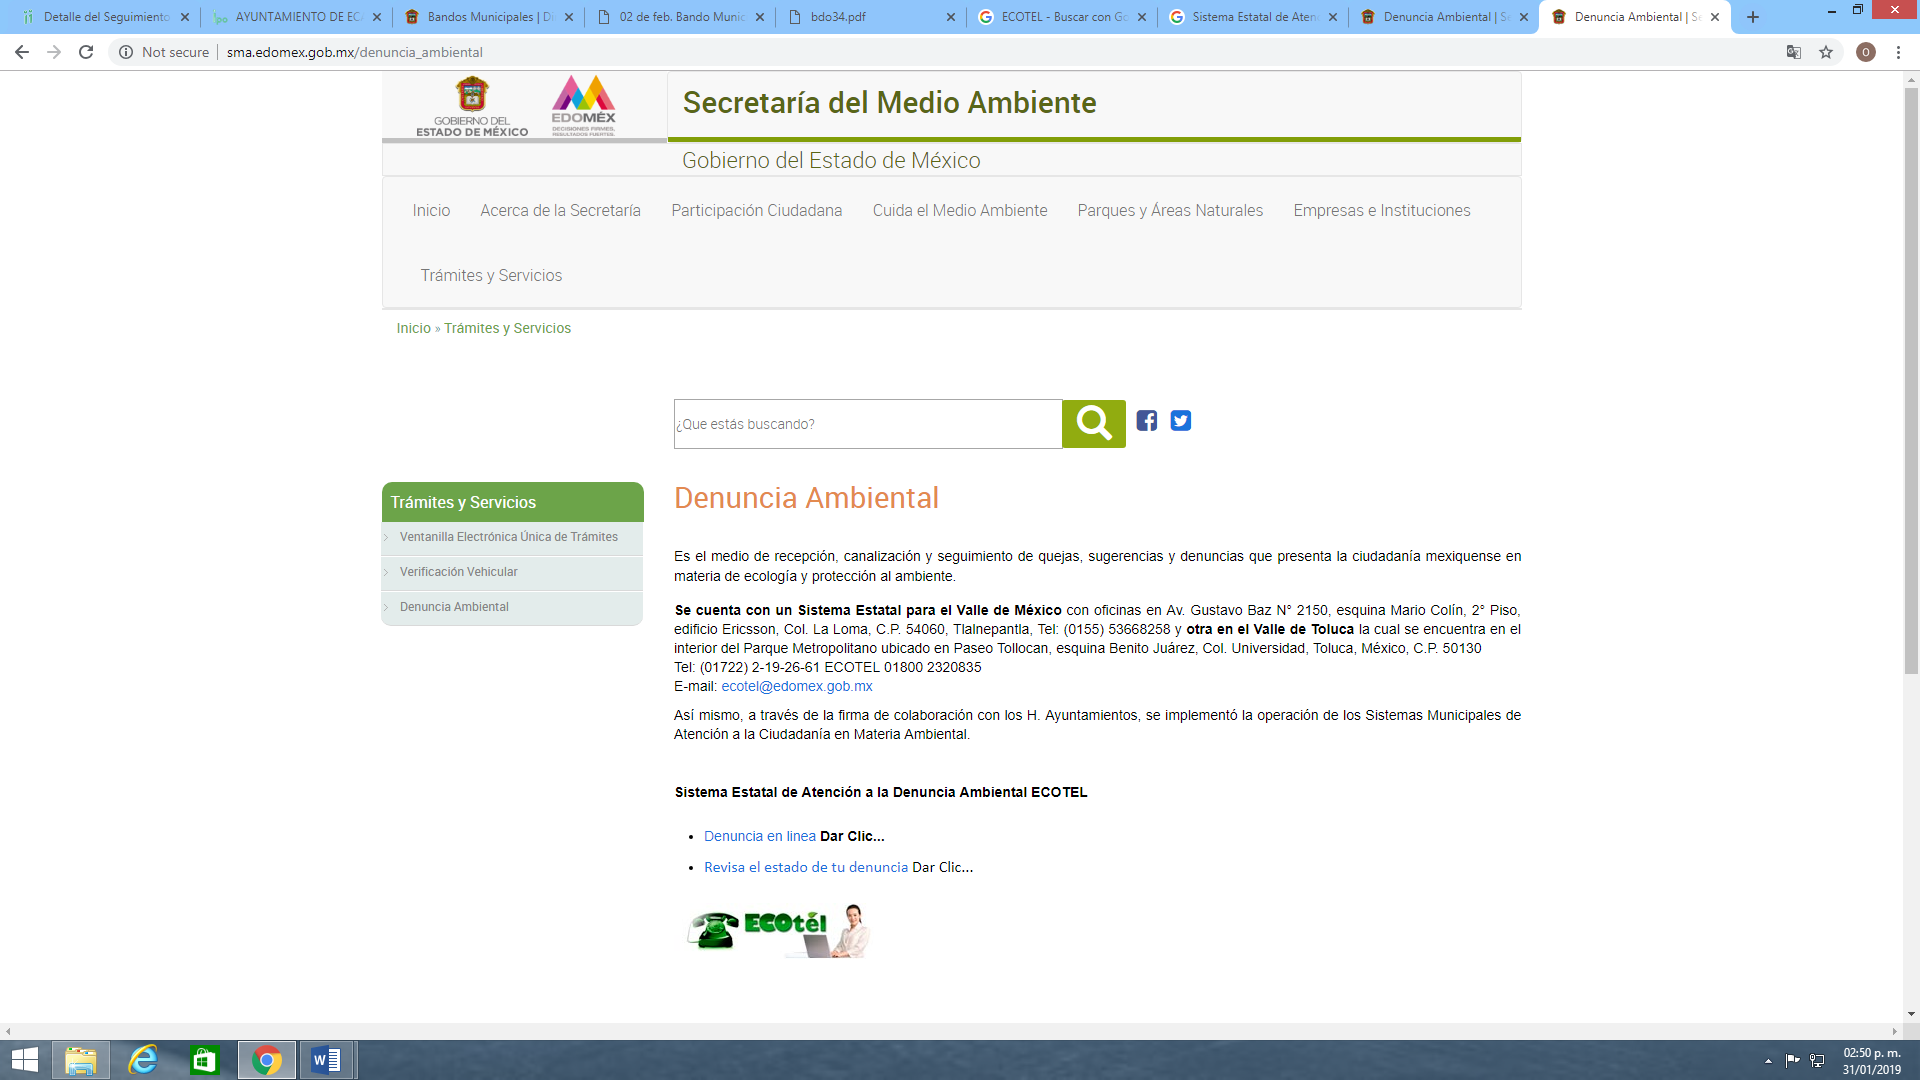 Detalle del Seguimiento
AYUNTAMIENTO DE ECA
Bandos Municipales | Di
02 de feb. Bando Munic
bdo34.pdf
ECOTEL - Buscar con Go
Sistema Estatal de Aten
Denuncia Ambiental | Se
Denuncia Ambiental | Se
Not secure
sma.edomex.gob.mx/denuncia_ambiental
O
GOBIERNO DEL
ESTADO DE MÉXICO
EDOMÉX
DECISIONES FIRMES,
RESULTADOS FUERTES.
Secretaría del Medio Ambiente
Gobierno del Estado de México
Inicio
Acerca de la Secretaría
Participación Ciudadana
Cuida el Medio Ambiente
Parques y Áreas Naturales
Empresas e Instituciones
Trámites y Servicios
Inicio » Trámites y Servicios
¿Que estás buscando?
Trámites y Servicios
Ventanilla Electrónica Única de Trámites
Verificación Vehicular
Denuncia Ambiental
Denuncia Ambiental
Es el medio de recepción, canalización y seguimiento de quejas, sugerencias y denuncias que presenta la ciudadanía mexiquense en
materia de ecología y protección al ambiente.
Se cuenta con un Sistema Estatal para el Valle de México con oficinas en Av. Gustavo Baz N° 2150, esquina Mario Colín, 2° Piso,
edificio Ericsson, Col. La Loma, C.P. 54060, Tlalnepantla, Tel: (0155) 53668258 y otra en el Valle de Toluca la cual se encuentra en el
interior del Parque Metropolitano ubicado en Paseo Tollocan, esquina Benito Juárez, Col. Universidad, Toluca, México, C.P. 50130
Tel: (01722) 2-19-26-61 ECOTEL 01800 2320835
E-mail: ecotel@edomex.gob.mx
Así mismo, a través de la firma de colaboración con los H. Ayuntamientos, se implementó la operación de los Sistemas Municipales de
Atención a la Ciudadanía en Materia Ambiental.
Sistema Estatal de Atención a la Denuncia Ambiental ECOTEL
• Denuncia en linea Dar Clic...
• Revisa el estado de tu denuncia Dar Clic...
ECOtél
02:50 p. m.
31/01/2019